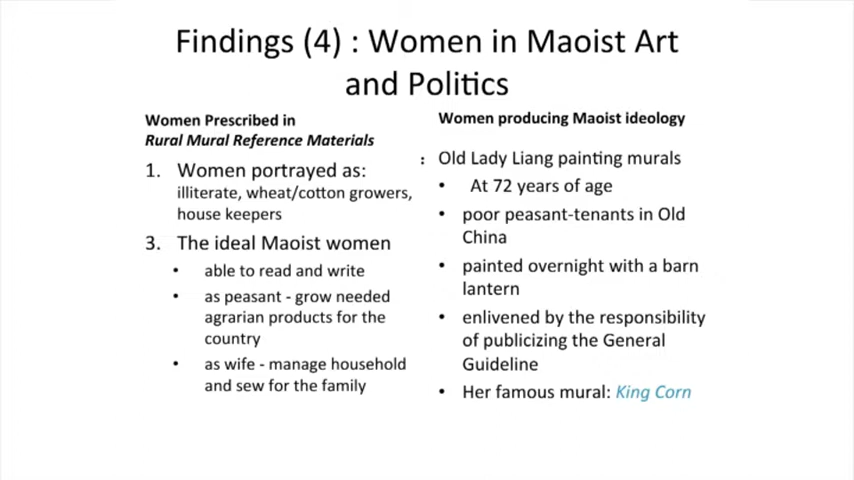 Findings (4) : Women in Maoist Art
and Politics
Women Prescribed in
Rural Mural Reference Materials
1. Women portrayed as:
illiterate, wheat/cotton growers,
house keepers
3. The ideal Maoist women
• able to read and write
• as peasant - grow needed
agrarian products for the
country
• as wife - manage household
and sew for the family
Women producing Maoist ideology
: Old Lady Liang painting murals
• At 72 years of age
• poor peasant-tenants in Old
China
• painted overnight with a barn
lantern
• enlivened by the responsibility
of publicizing the General
Guideline
• Her famous mural: King Corn